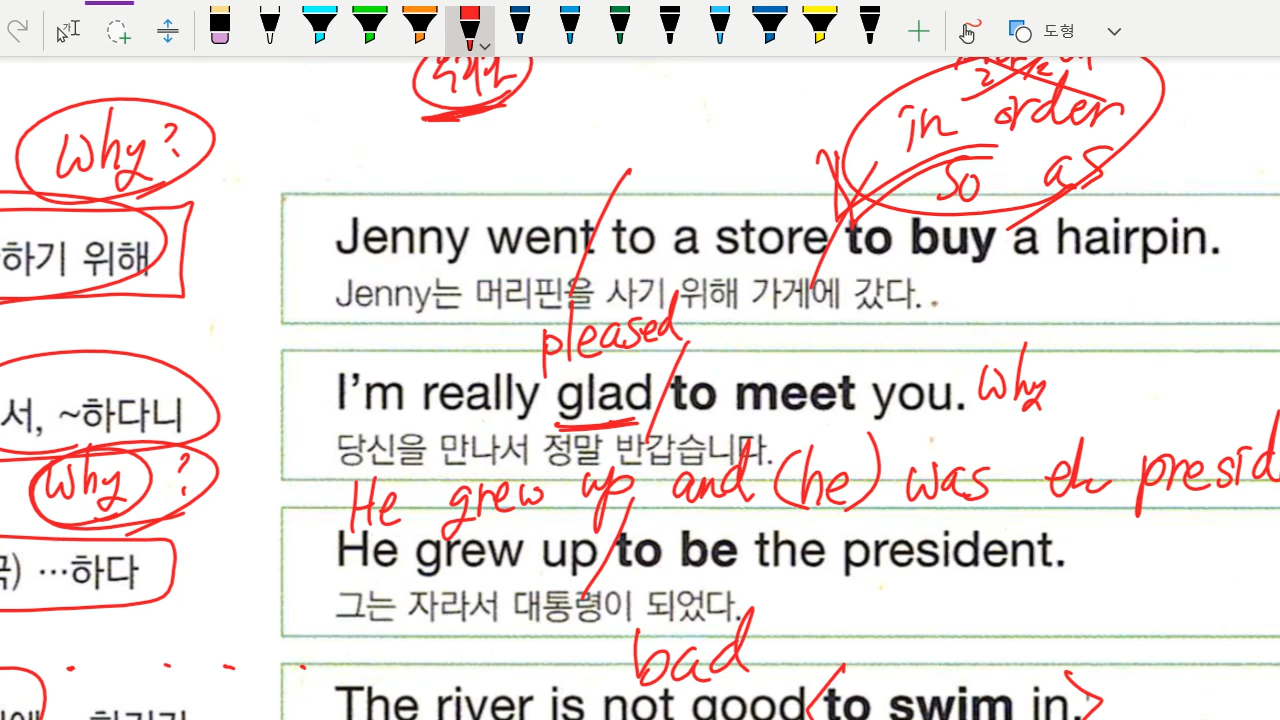 도형
in order
Why?
so as
Jenny went to a store to buy a hairpin.
하기 위해
Jenny는 머리핀을 사기 위해 가게에 갔다.
pleased
I'm really glad to meet you. why
서, ~하다니
당신을 만나서 정말 반갑습니다.
why ?
He grew up and (he) was the presid
He grew up to be the president.
…하다
그는 자라서 대통령이 되었다.
bad
The river is not good to swim in.